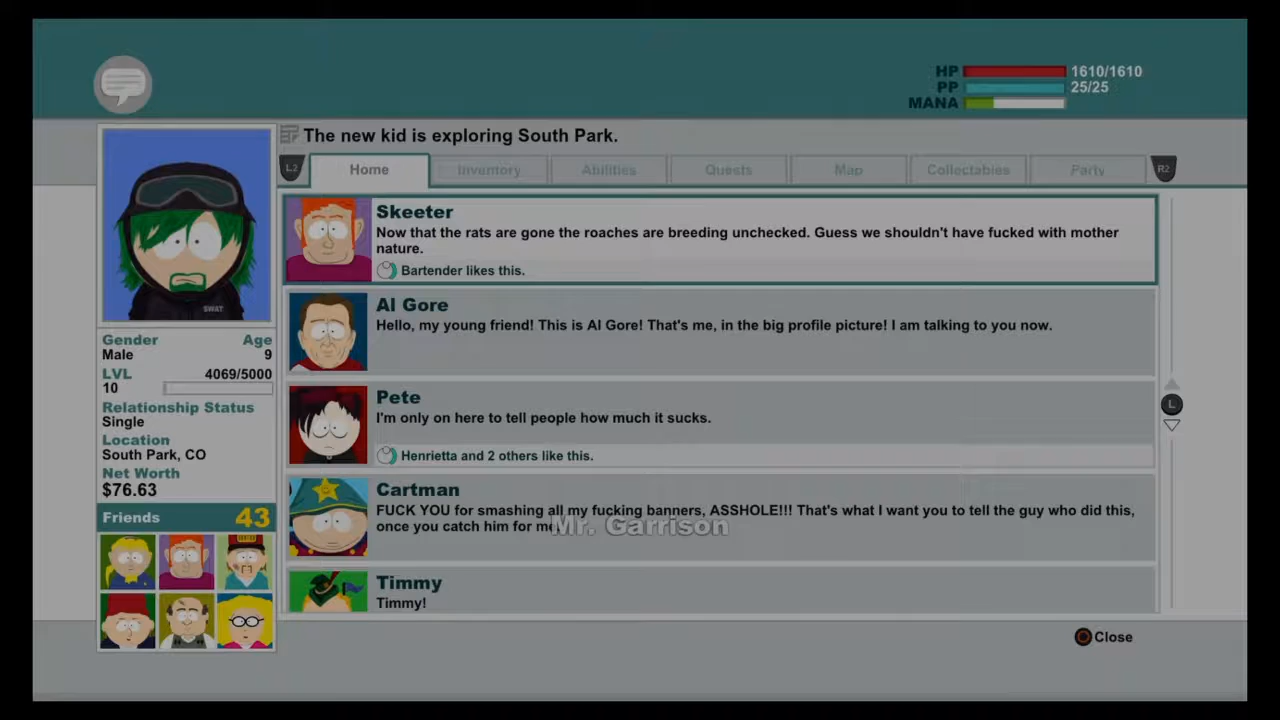 HP 1610/1610
PP 25/25
MANA
The new kid is exploring South Park.
L2 Home Inventory Abilities Quests Map Collectables Party R2
Skeeter
Now that the rats are gone the roaches are breeding unchecked. Guess we shouldn't have fucked with mother
nature.
Bartender likes this.
Al Gore
Hello, my young friend! This is Al Gore! That's me, in the big profile picture! I am talking to you now.
Pete
I'm only on here to tell people how much it sucks.
Henrietta and 2 others like this.
Cartman
FUCK YOU for smashing all my fucking banners, ASSHOLE!!! That's what I want you to tell the guy who did this,
once you catch him for me
Mr. Garrison
Timmy
Timmy!
L
SWAT
Gender Age
Male 9
LVL 4069/5000
10
Relationship Status
Single
Location
South Park, CO
Net Worth
$76.63
Friends 43
Close